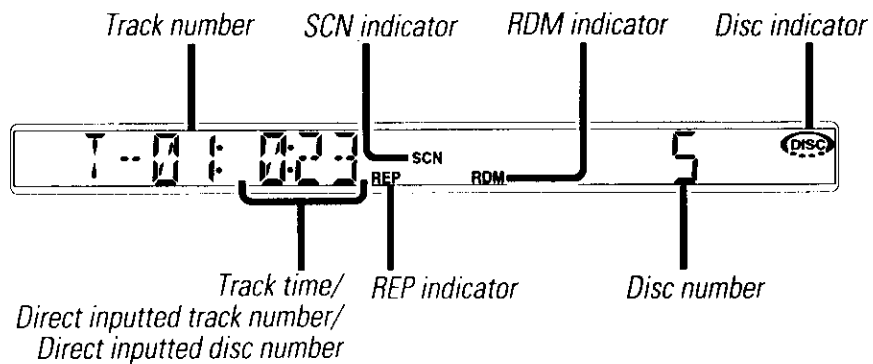 Track number SCN indicator RDM indicator Disc indicator
T-01: 0:23 SCN REP RDM 5 DISC
Track time/
Direct inputted track number/
Direct inputted disc number
REP indicator
Disc number